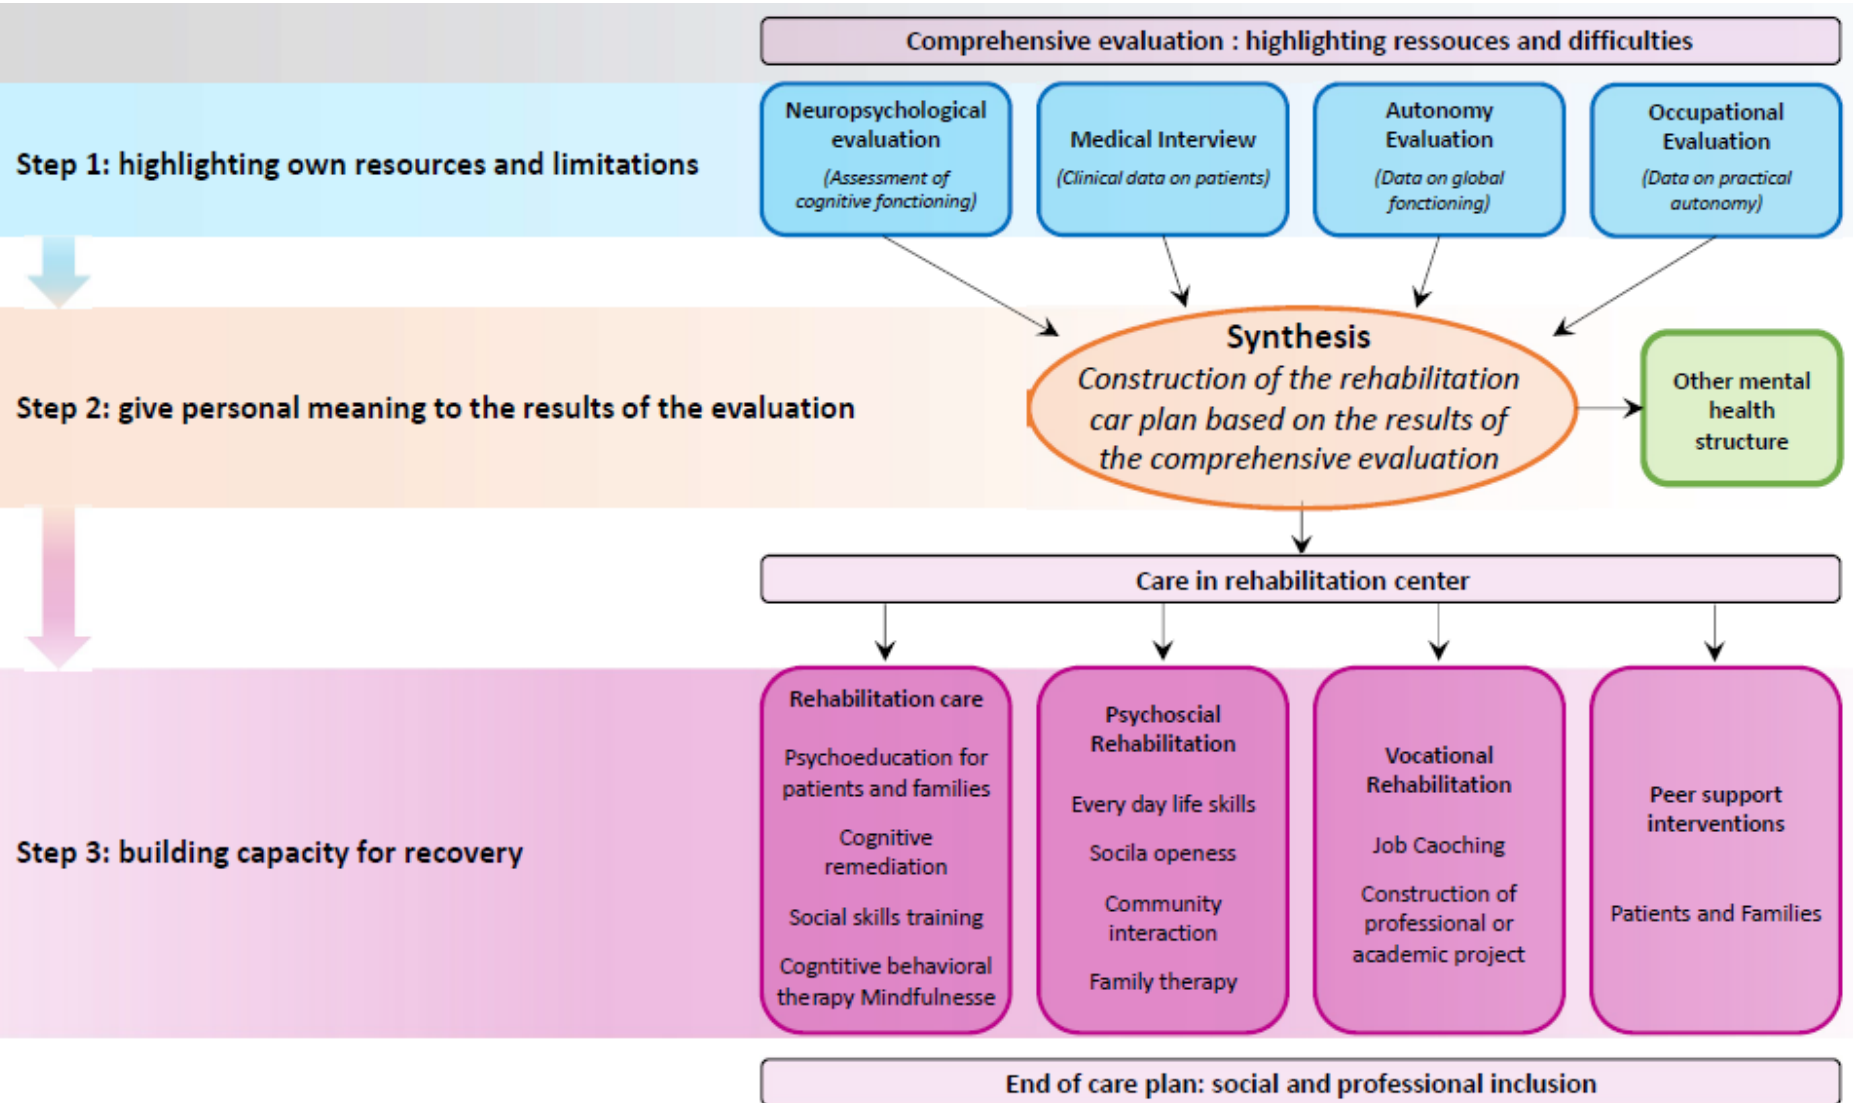 Comprehensive evaluation : highlighting ressouces and difficulties
Step 1: highlighting own resources and limitations
Neuropsychological
evaluation
(Assessment of
cognitive fonctioning)
Medical Interview
(Clinical data on patients)
Autonomy
Evaluation
(Data on global
fonctioning)
Occupational
Evaluation
(Data on practical
autonomy)
Step 2: give personal meaning to the results of the evaluation
Synthesis
Construction of the rehabilitation
car plan based on the results of
the comprehensive evaluation
Other mental
health
structure
Care in rehabilitation center
Step 3: building capacity for recovery
Rehabilitation care
Psychoeducation for
patients and families
Cognitive
remediation
Social skills training
Cogntitive behavioral
therapy Mindfulnesse
Psychoscial
Rehabilitation
Every day life skills
Socila openess
Community
interaction
Family therapy
Vocational
Rehabilitation
Job Caoching
Construction of
professional or
academic project
Peer support
interventions
Patients and Families
End of care plan: social and professional inclusion